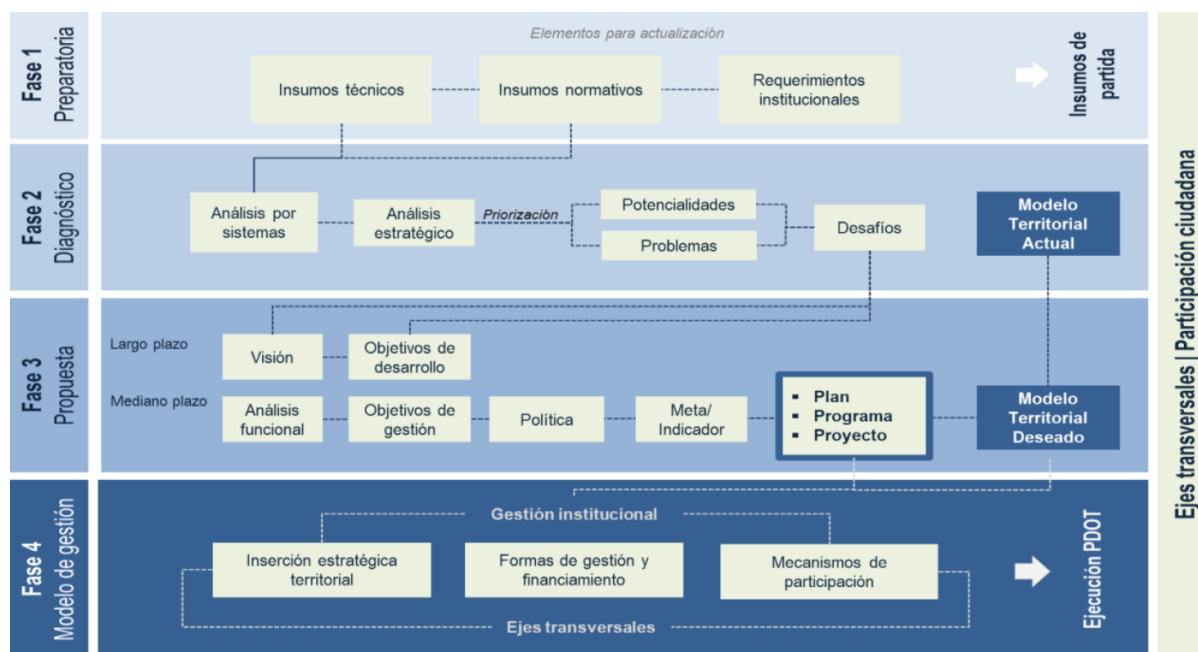 Fase 1
Preparatoria
Elementos para actualización
Insumos técnicos
Insumos normativos
Requerimientos
institucionales
Insumos de
partida
Fase 2
Diagnóstico
Análisis por
sistemas
Análisis
estratégico
Priorización
Potencialidades
Problemas
Desafíos
Modelo
Territorial
Actual
Fase 3
Propuesta
Largo plazo
Visión
Objetivos de
desarrollo
Mediano plazo
Análisis
funcional
Objetivos de
gestión
Política
Meta/
Indicador
▪ Plan
▪ Programa
▪ Proyecto
Modelo
Territorial
Deseado
Fase 4
Modelo de gestión
Gestión institucional
Inserción estratégica
territorial
Formas de gestión y
financiamiento
Mecanismos de
participación
Ejes transversales
Ejecución PDOT
Ejes transversales | Participación ciudadana